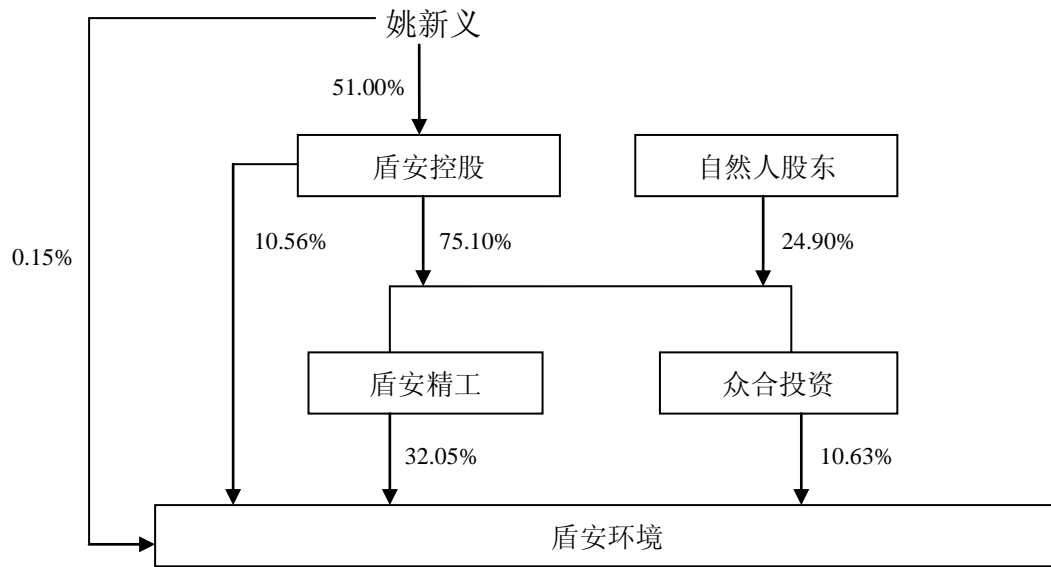 姚新义
51.00%
盾安控股
自然人股东
0.15%
10.56%
75.10%
24.90%
盾安精工
众合投资
32.05%
10.63%
盾安环境